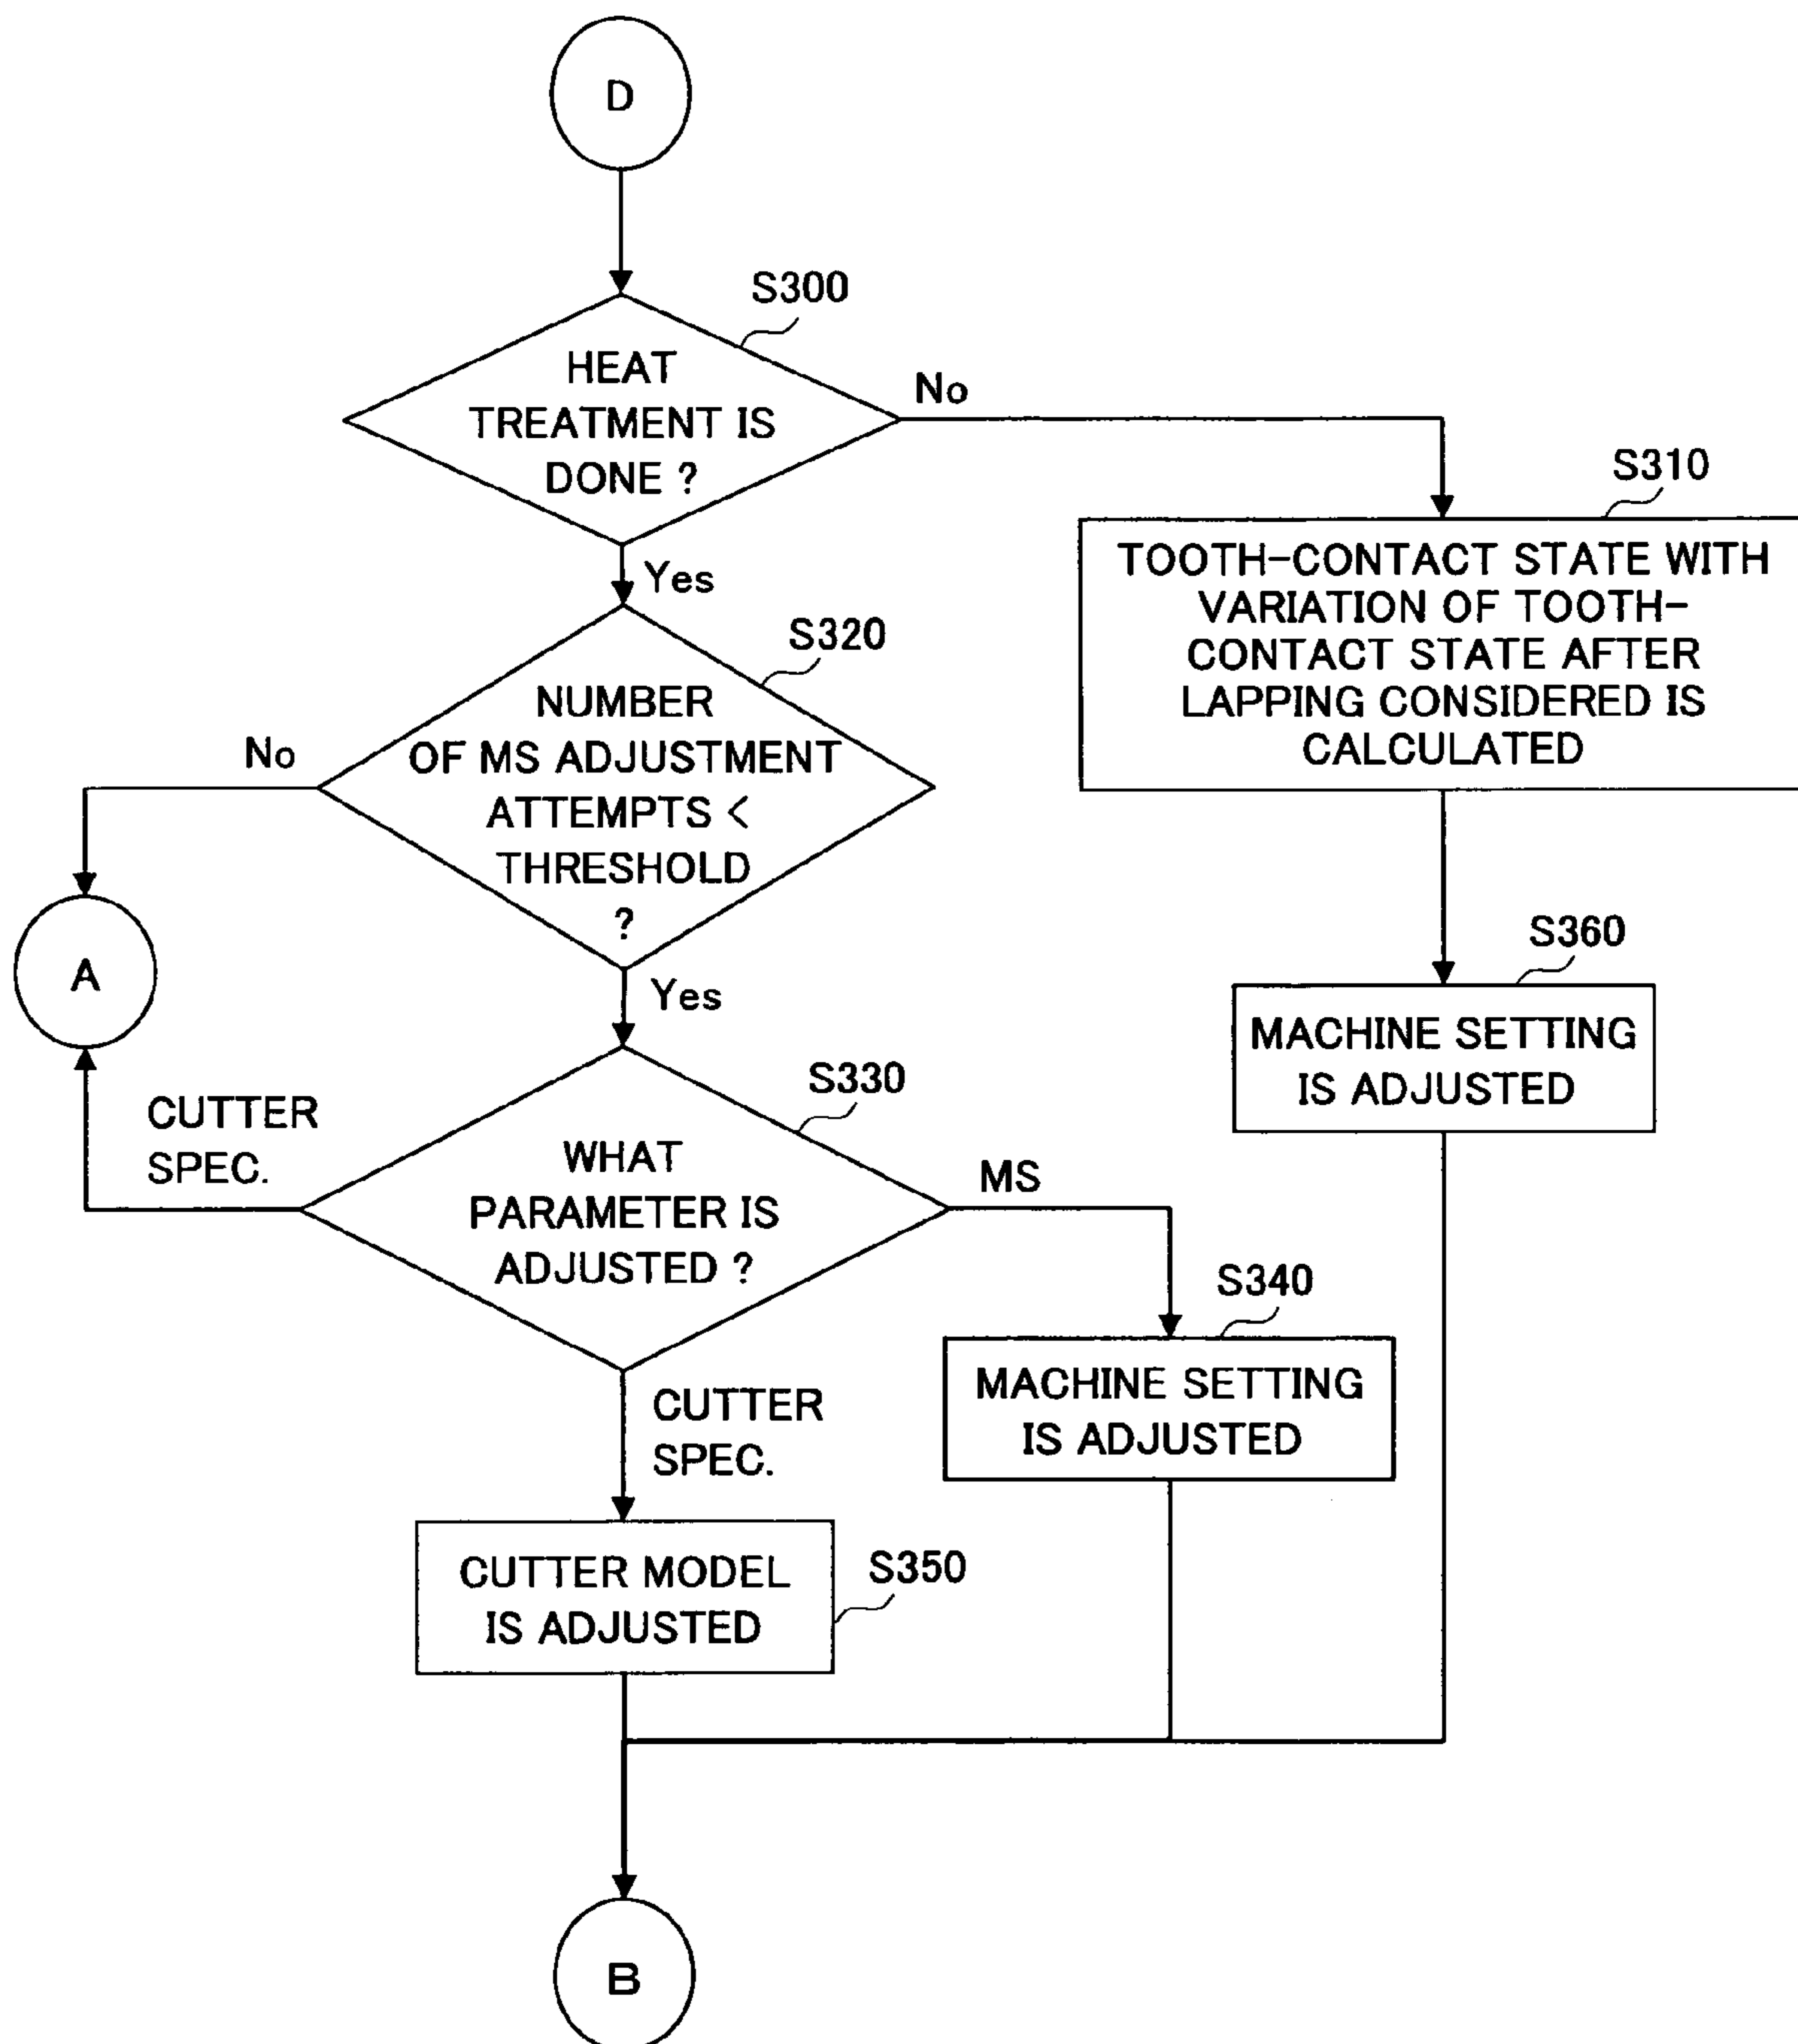 D
S300
HEAT
TREATMENT IS
DONE ?
No
Yes
S310
TOOTH-CONTACT STATE WITH
VARIATION OF TOOTH-
CONTACT STATE AFTER
LAPPING CONSIDERED IS
CALCULATED
S320
NUMBER
OF MS ADJUSTMENT
ATTEMPTS <
THRESHOLD
?
No
Yes
A
S360
MACHINE SETTING
IS ADJUSTED
S330
WHAT
PARAMETER IS
ADJUSTED ?
CUTTER
SPEC.
MS
S340
MACHINE SETTING
IS ADJUSTED
CUTTER
SPEC.
S350
CUTTER MODEL
IS ADJUSTED
B